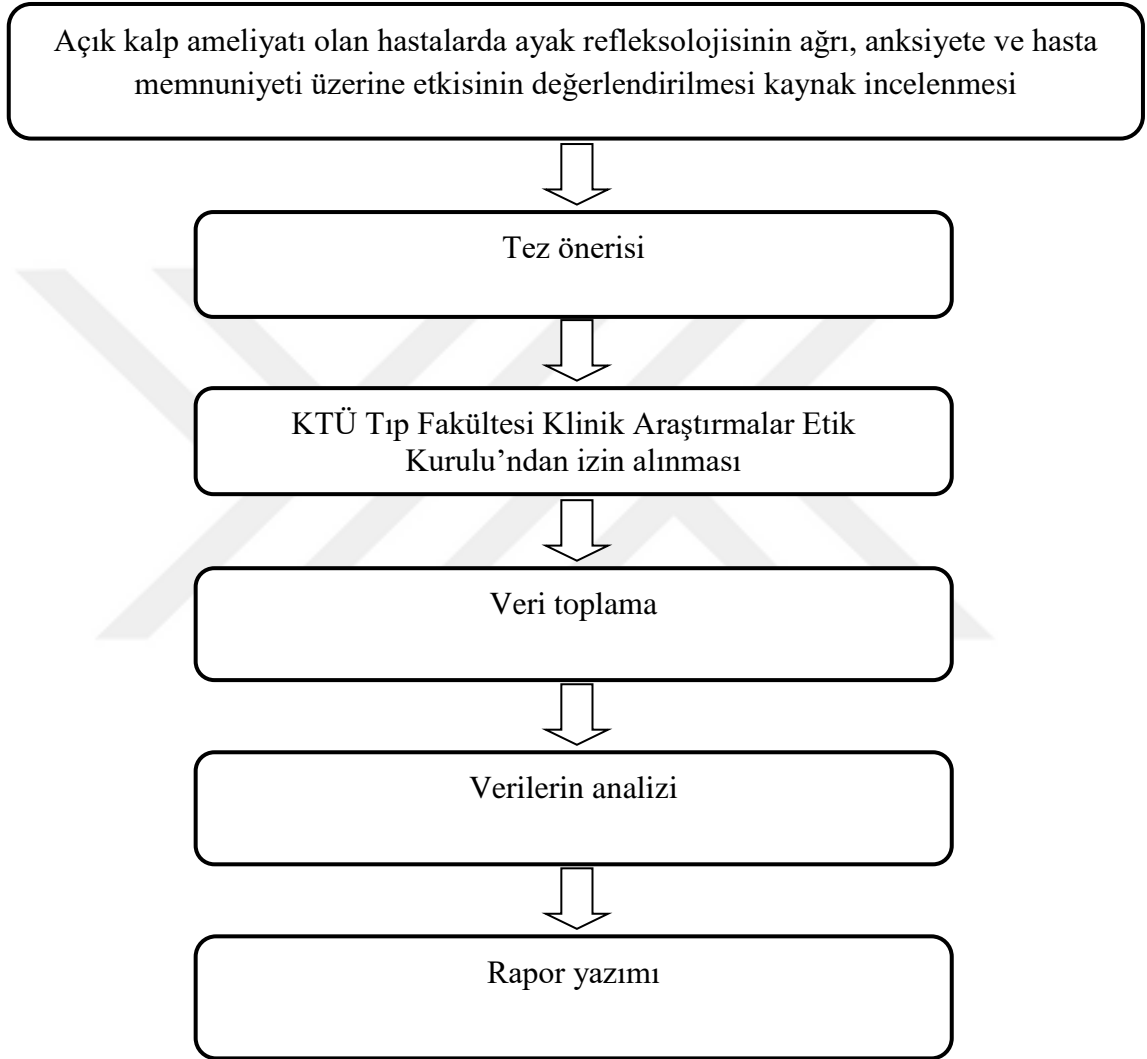 Açık kalp ameliyatı olan hastalarda ayak refleksolojisinin ağrı, anksiyete ve hasta
memnuniyeti üzerine etkisinin değerlendirilmesi kaynak incelenmesi
Tez önerisi
KTÜ Tıp Fakültesi Klinik Araştırmalar Etik
Kurulu’ndan izin alınması
Veri toplama
Verilerin analizi
Rapor yazımı